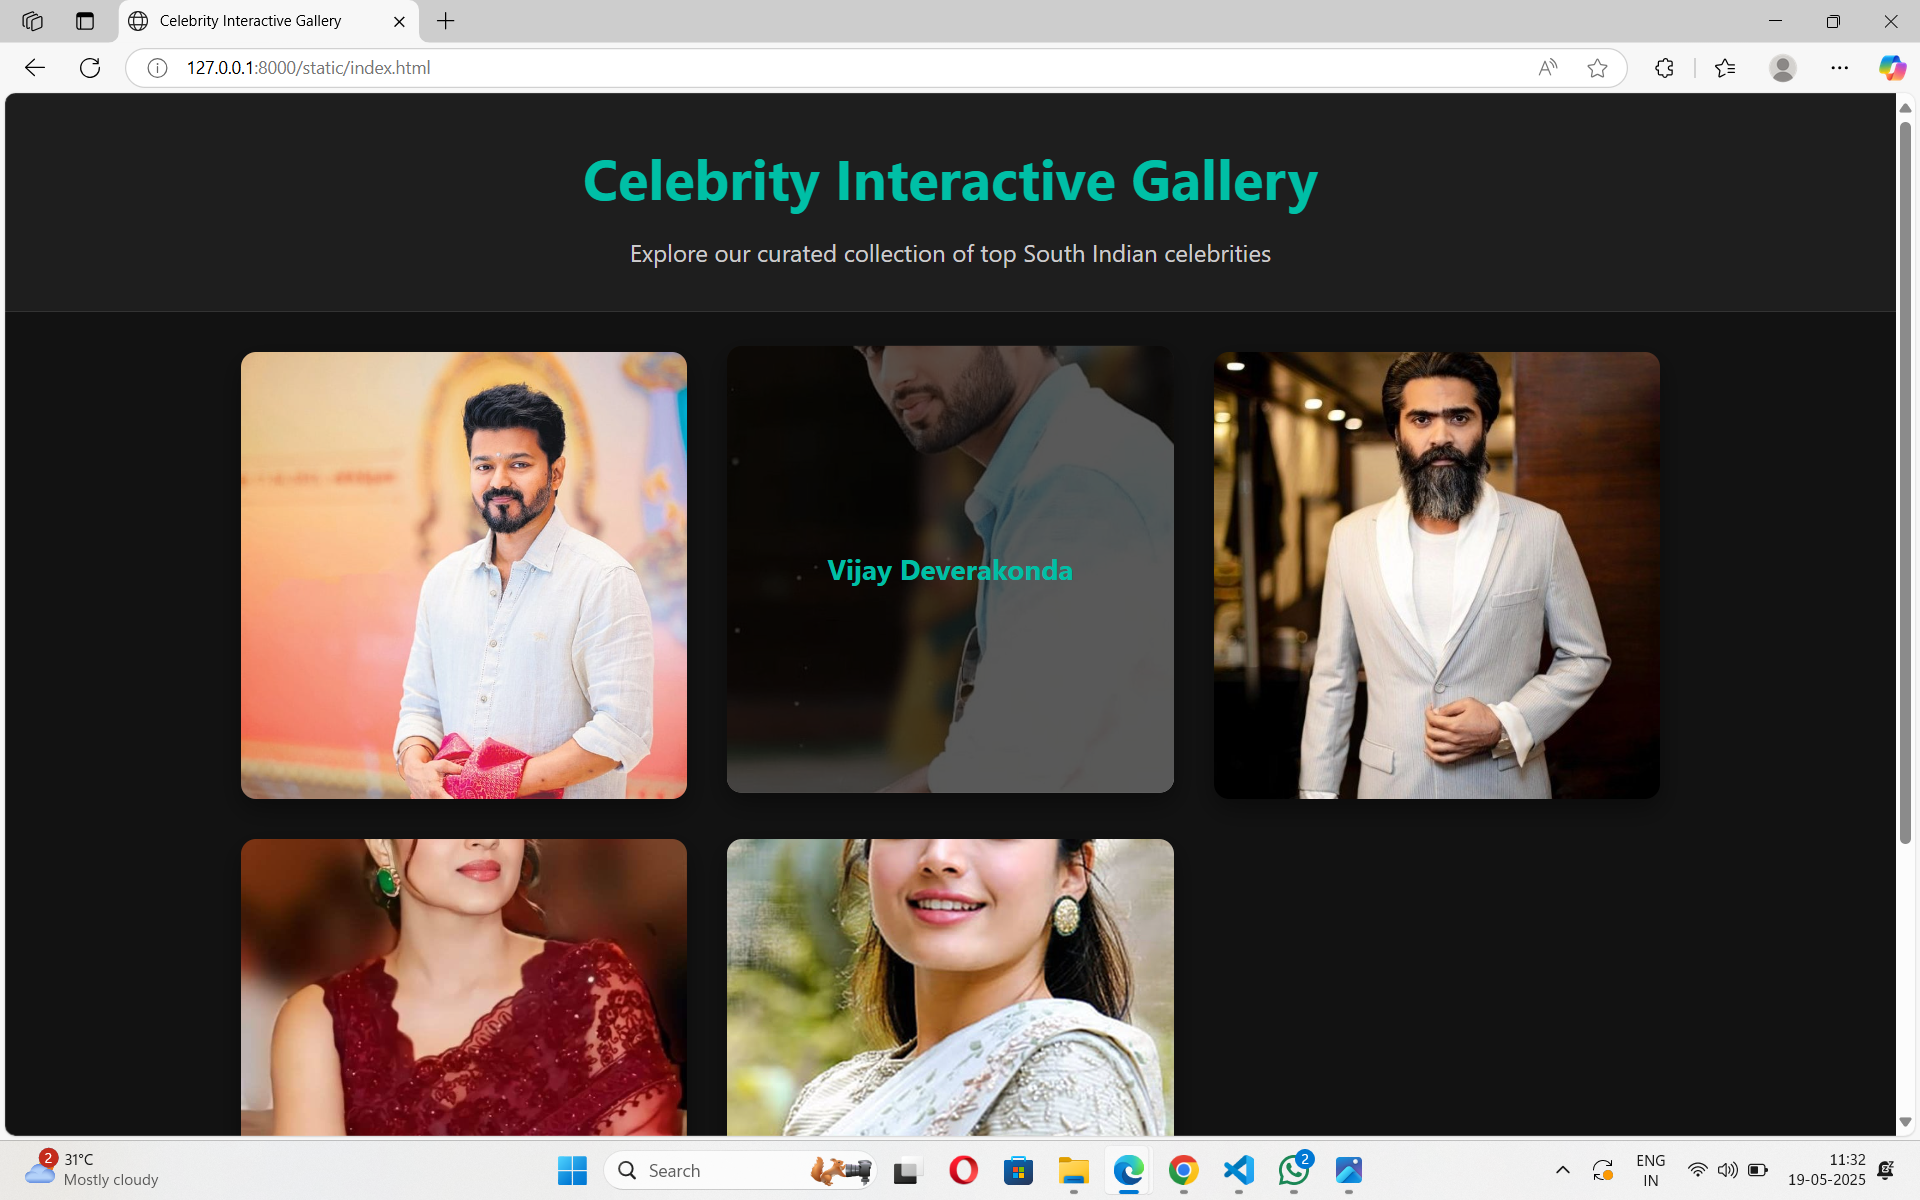 Celebrity Interactive Gallery
127.0.0.1:8000/static/index.html
Celebrity Interactive Gallery
Explore our curated collection of top South Indian celebrities
Vijay Deverakonda
2
31°C
Mostly cloudy
Search
2
ENG
IN
11:32
19-05-2025